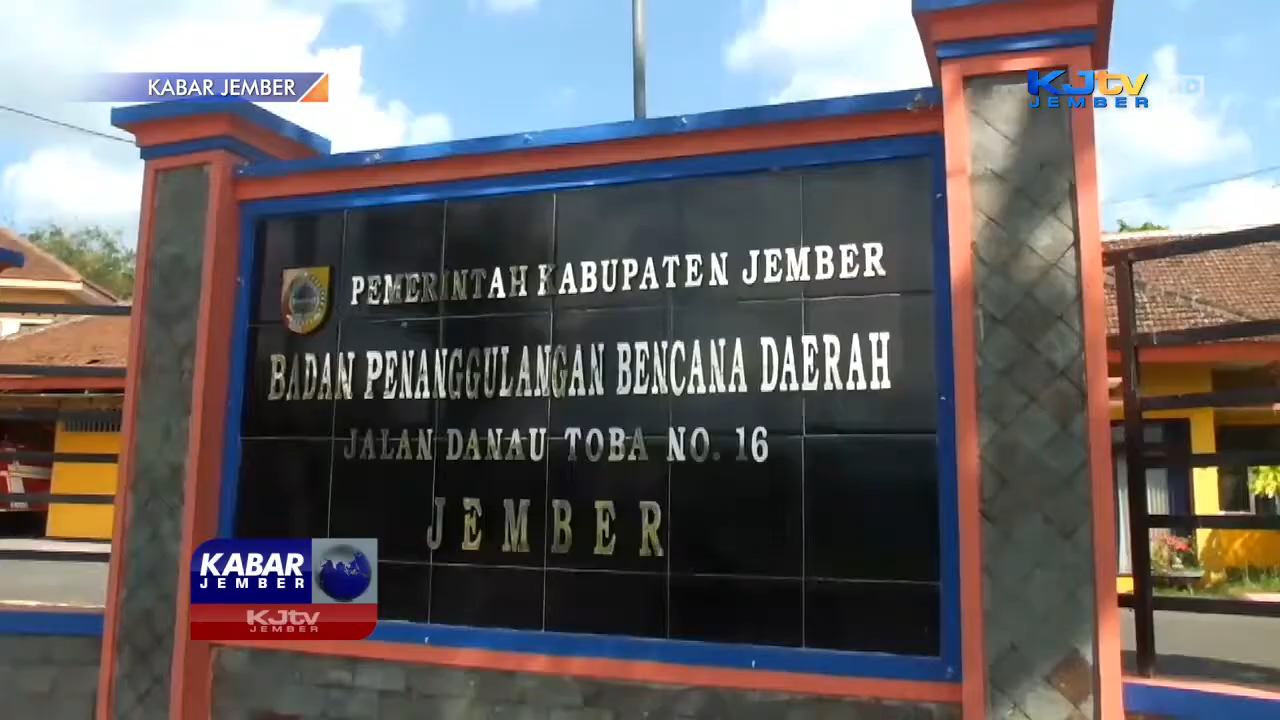 KABAR JEMBER
KJtv HD
JEMBER
PEMERINTAH KABUPATEN JEMBER
BADAN PENANGGULANGAN BENCANA DAERAH
JALAN DANAU TOBA NO. 16
JEMBER
KABAR
JEMBER
KJtv
JEMBER